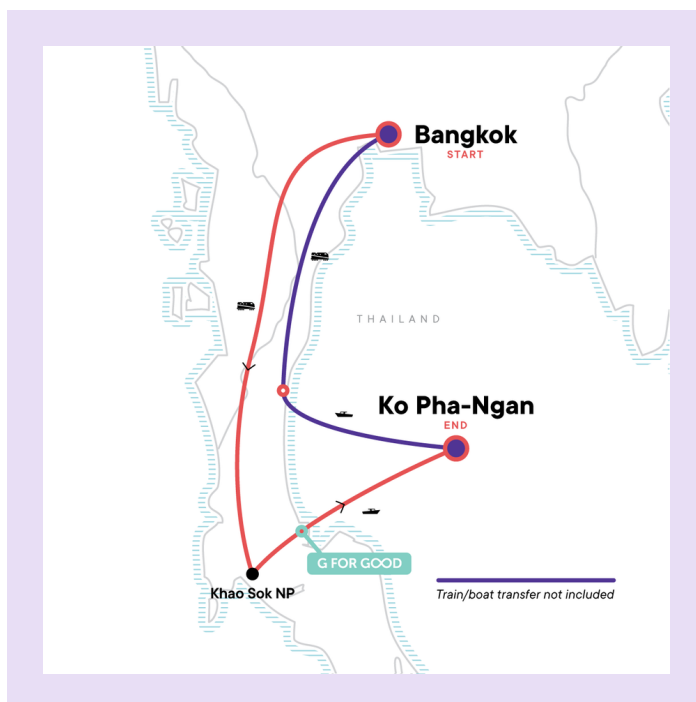 Bangkok
START
THAILAND
Ko Pha-Ngan
END
G FOR GOOD
Khao Sok NP
Train/boat transfer not included